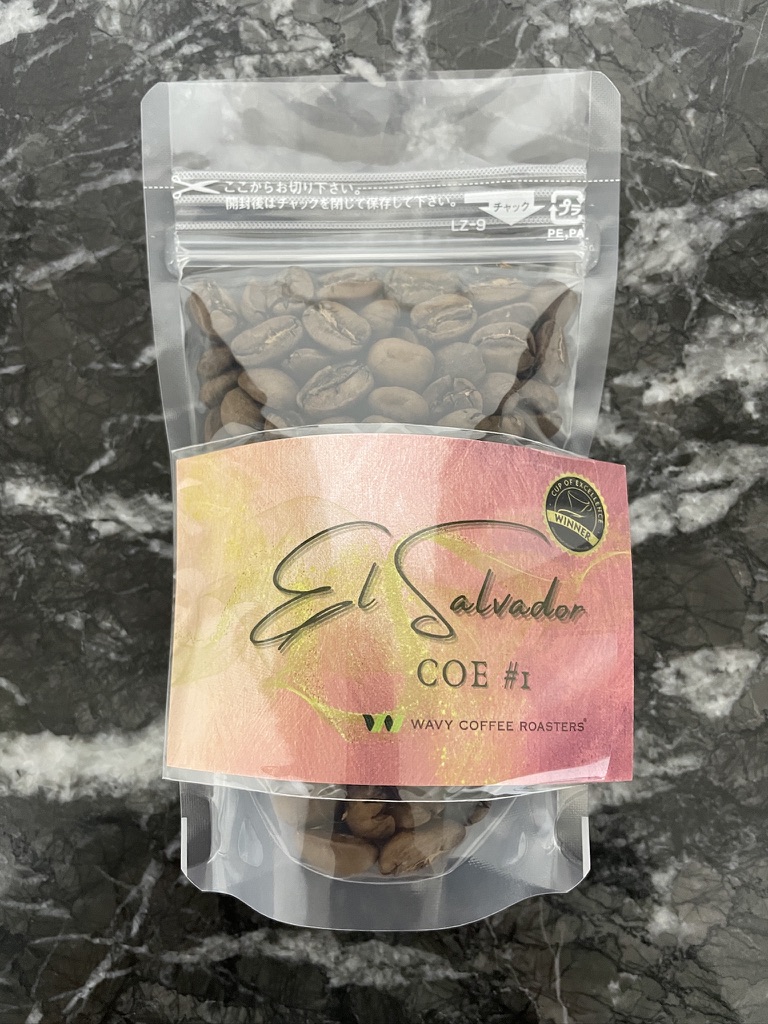 ここからお切り下さい。
開封後はチャックを閉じて保存して下さい。
チャック
プラ
LZ-9
PE,PA
CUP OF EXCELLENCE
WINNER
El Salvador
COE #1
W WAVY COFFEE ROASTERS®